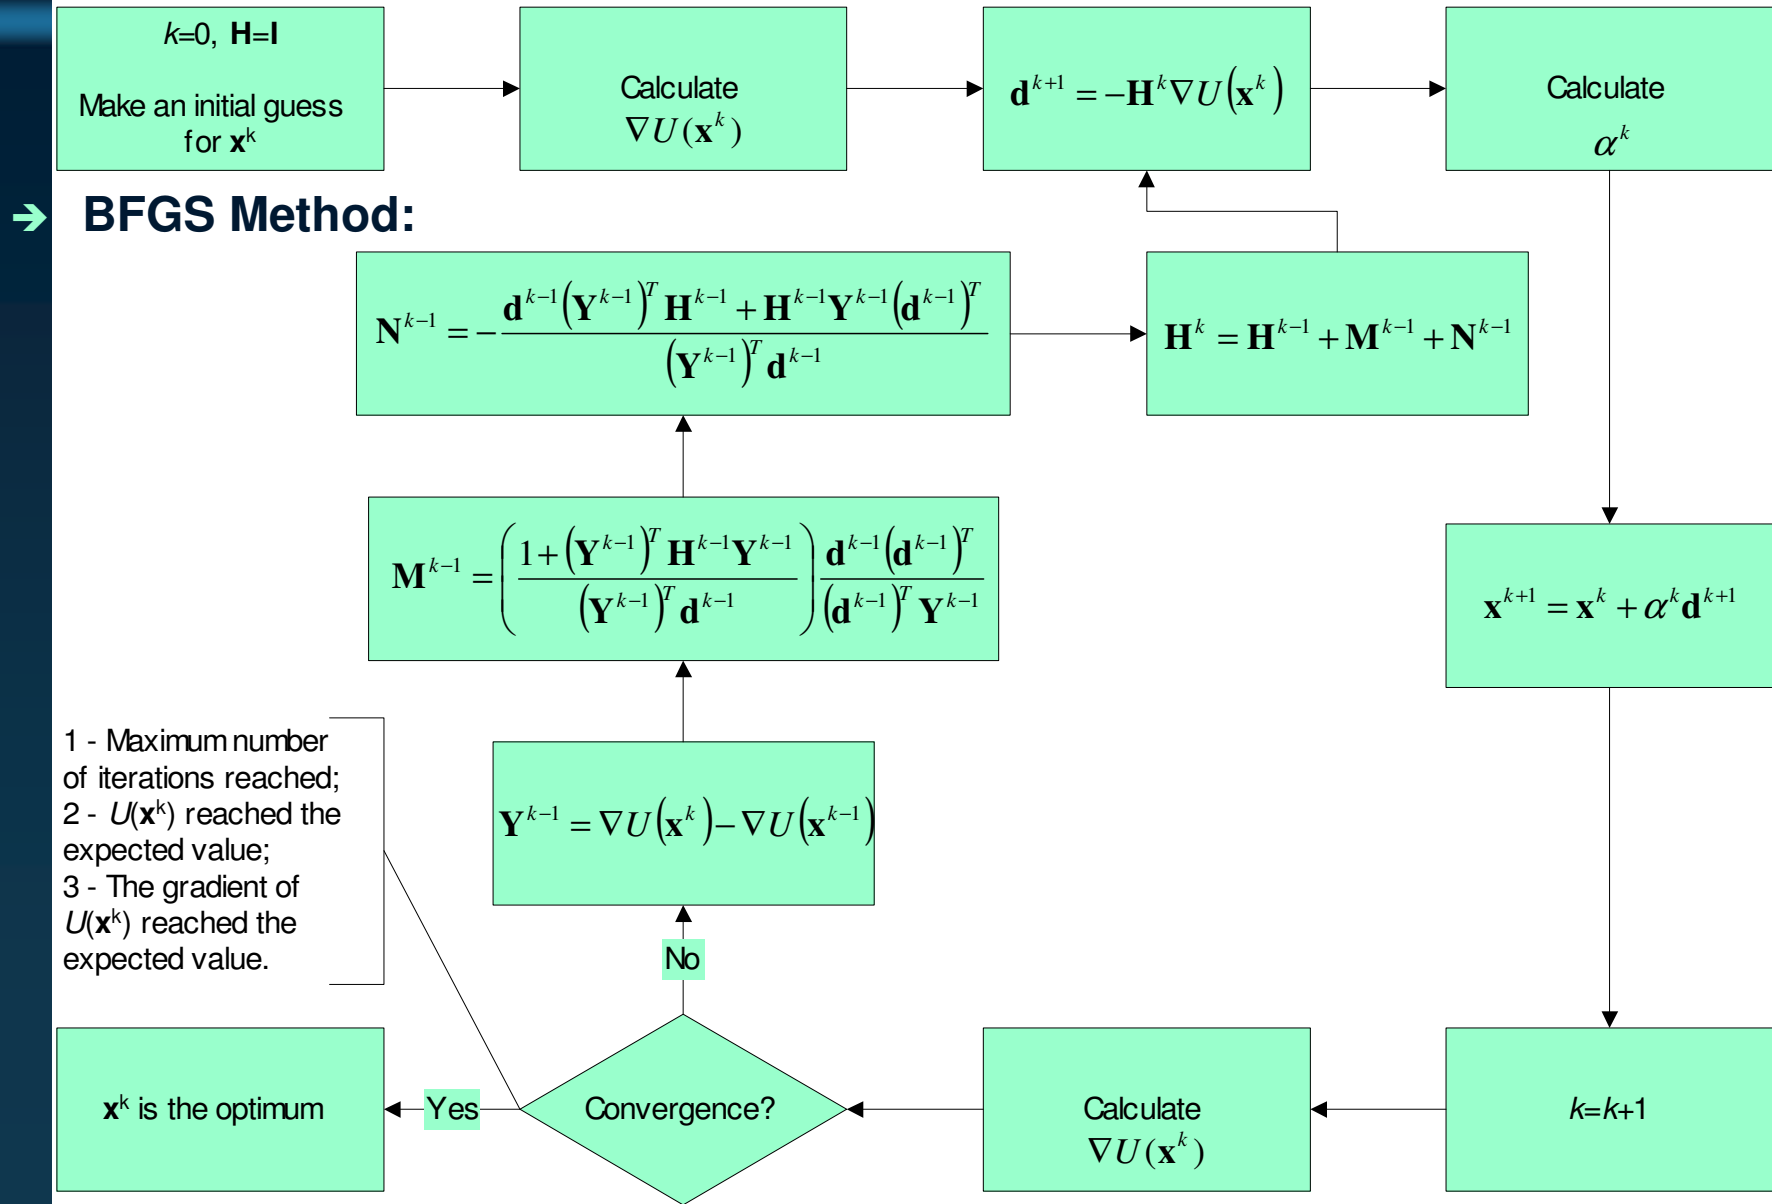 k=0, H=I
Make an initial guess
for x^k
Calculate
∇U(x^k)
d^{k+1} = −H^k ∇U(x^k)
Calculate
α^k
➔ BFGS Method:
N^{k−1} = − (d^{k−1}(Y^{k−1})^T H^{k−1} + H^{k−1} Y^{k−1}(d^{k−1})^T) / ((Y^{k−1})^T d^{k−1})
H^k = H^{k−1} + M^{k−1} + N^{k−1}
M^{k−1} = ((1 + (Y^{k−1})^T H^{k−1} Y^{k−1}) / ((Y^{k−1})^T d^{k−1})) (d^{k−1}(d^{k−1})^T) / ((d^{k−1})^T Y^{k−1})
x^{k+1} = x^k + α^k d^{k+1}
1 - Maximum number
of iterations reached;
2 - U(x^k) reached the
expected value;
3 - The gradient of
U(x^k) reached the
expected value.
Y^{k−1} = ∇U(x^k) − ∇U(x^{k−1})
No
x^k is the optimum
Yes
Convergence?
Calculate
∇U(x^k)
k=k+1